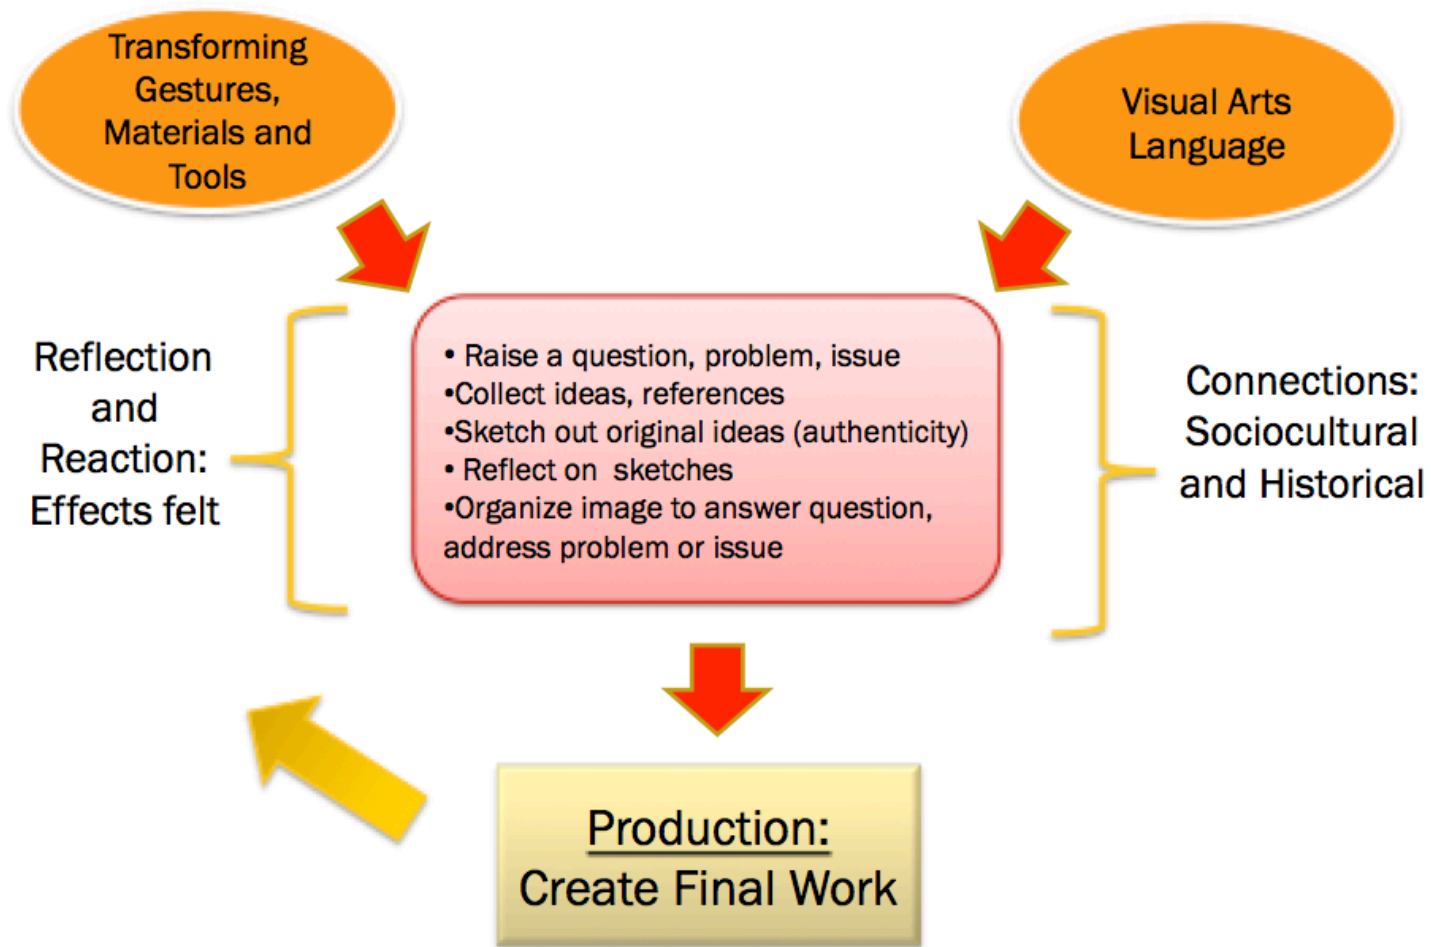 Transforming
Gestures,
Materials and
Tools
Visual Arts
Language
Reflection
and
Reaction:
Effects felt
• Raise a question, problem, issue
•Collect ideas, references
•Sketch out original ideas (authenticity)
• Reflect on  sketches
•Organize image to answer question,
address problem or issue
Connections:
Sociocultural
and Historical
Production:
Create Final Work